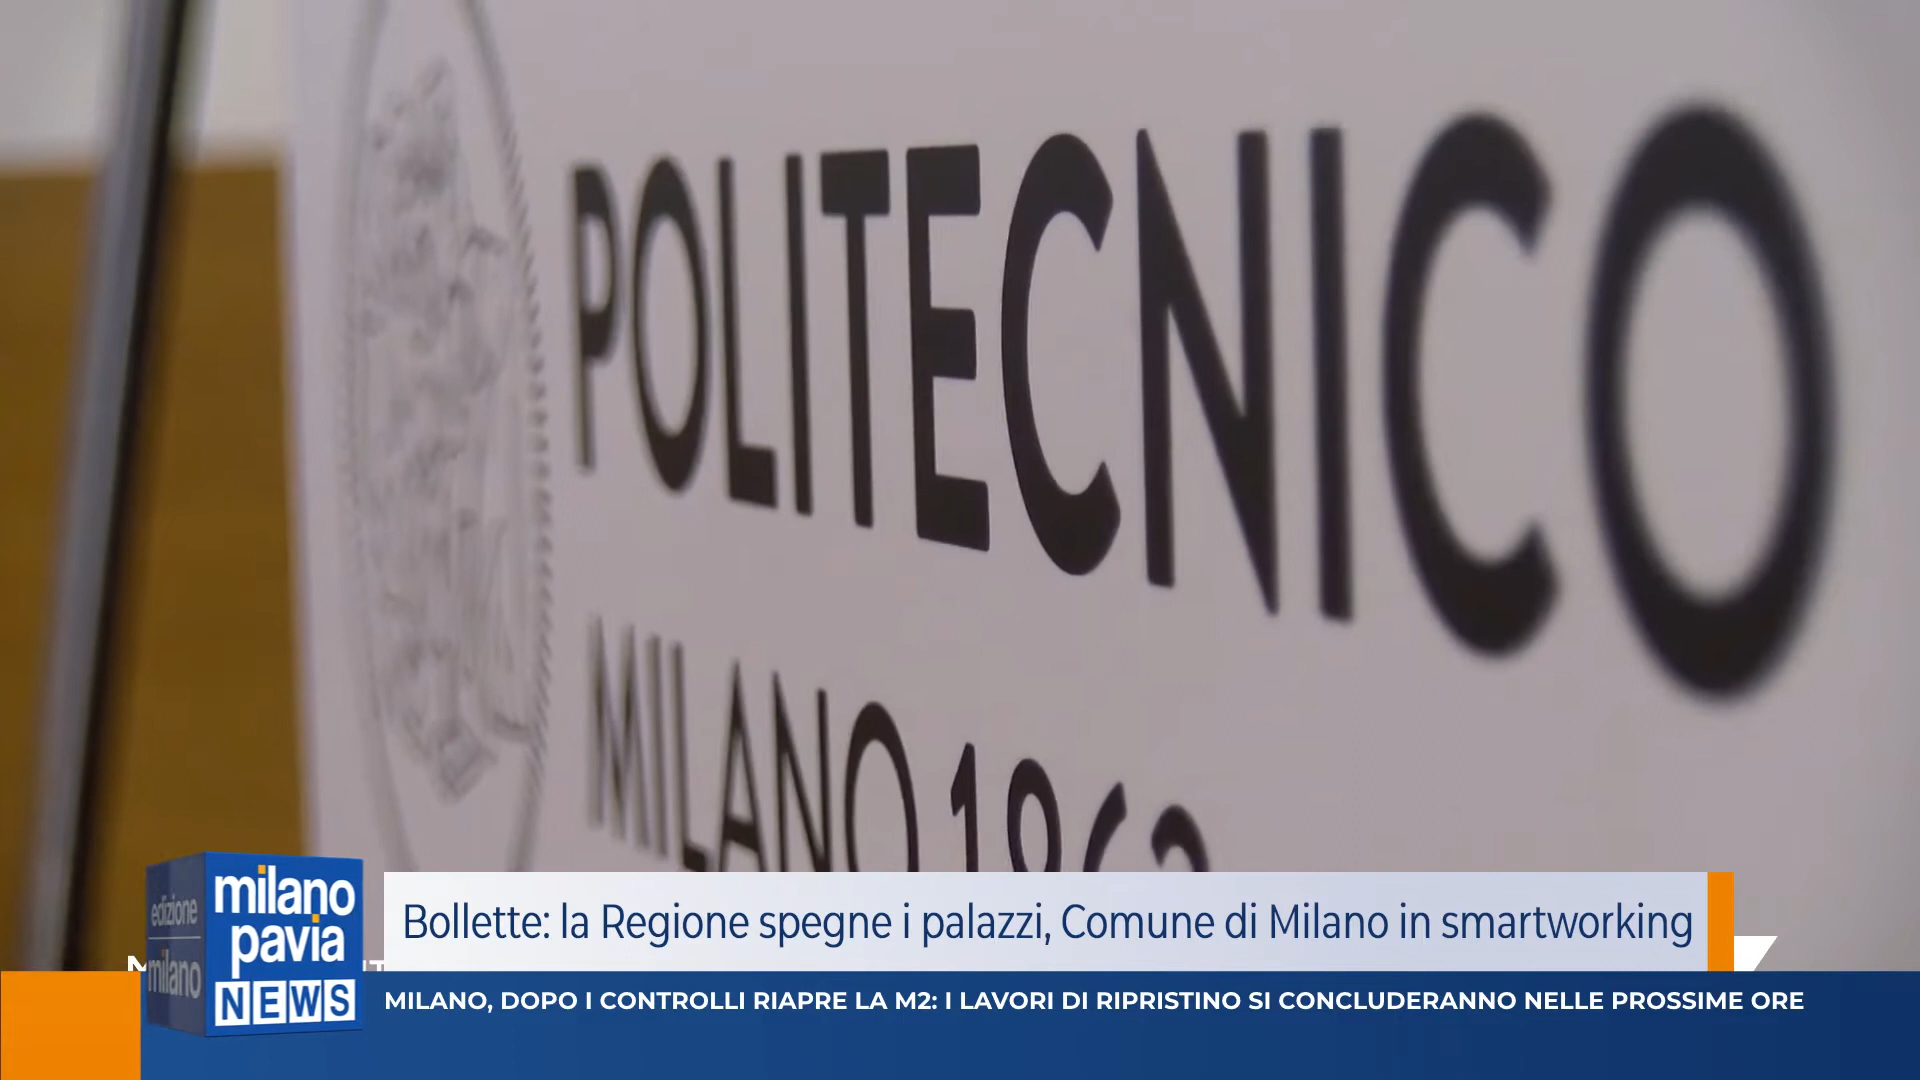 POLITECNICO
MILANO 1863
edizione
milano
milano
pavia
NEWS
Bollette: la Regione spegne i palazzi, Comune di Milano in smartworking
MILANO, DOPO I CONTROLLI RIAPRE LA M2: I LAVORI DI RIPRISTINO SI CONCLUDERANNO NELLE PROSSIME ORE